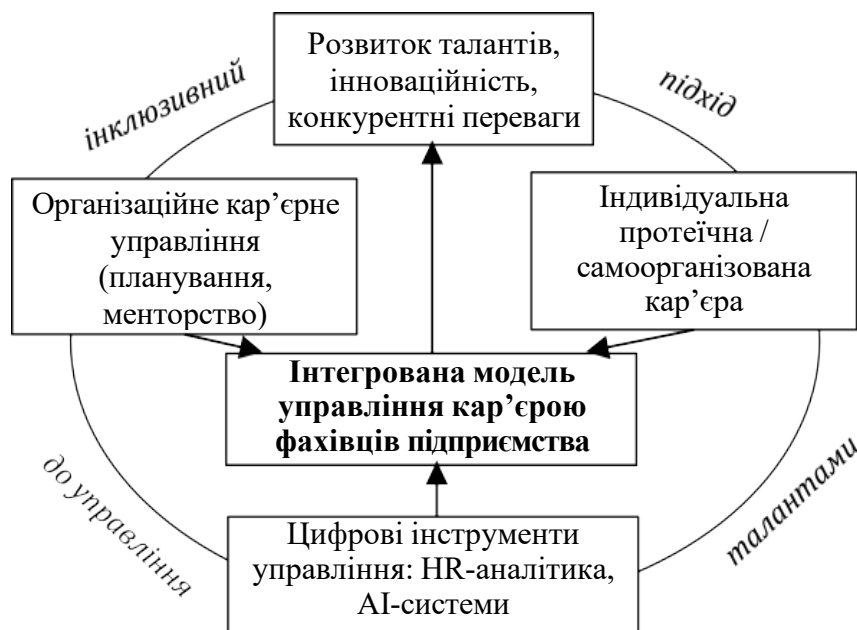 Розвиток талантів,
інноваційність,
конкурентні переваги
інклюзивний
підхід
Організаційне кар’єрне
управління
(планування,
менторство)
Індивідуальна
протеїчна /
самоорганізована
кар’єра
Інтегрована модель
управління кар’єрою
фахівців підприємства
до управління
талантами
Цифрові інструменти
управління: HR-аналітика,
AI-системи